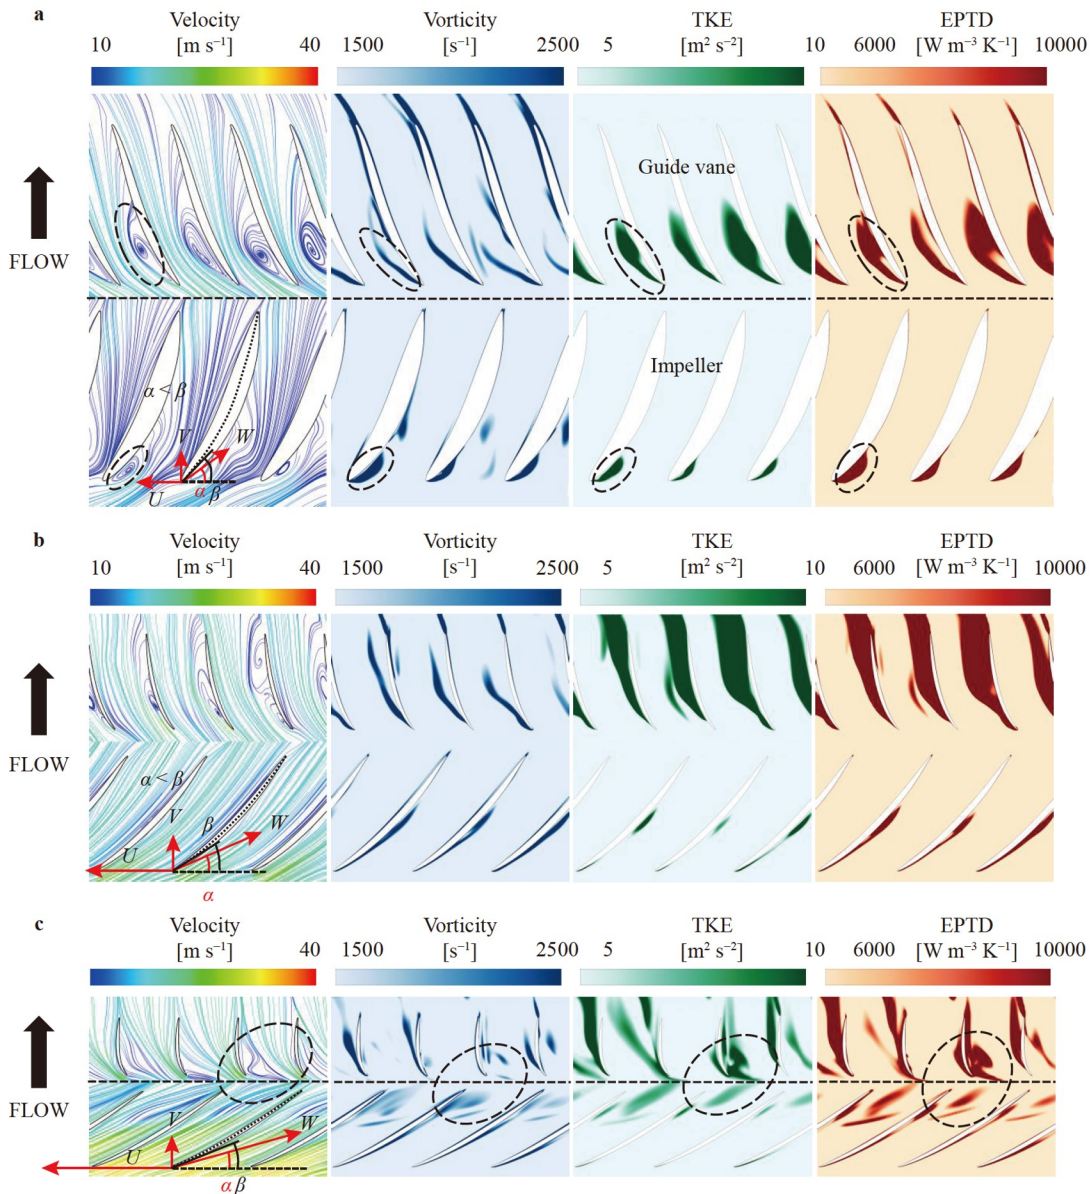 a
Velocity Vorticity TKE EPTD
[m s⁻¹] [s⁻¹] [m² s⁻²] [W m⁻³ K⁻¹]
10 40 1500 2500 5 10 6000 10000
Guide vane
FLOW
Impeller
α < β
V W
U α β
b
Velocity Vorticity TKE EPTD
[m s⁻¹] [s⁻¹] [m² s⁻²] [W m⁻³ K⁻¹]
10 40 1500 2500 5 10 6000 10000
FLOW
α < β
V β W
U
α
c
Velocity Vorticity TKE EPTD
[m s⁻¹] [s⁻¹] [m² s⁻²] [W m⁻³ K⁻¹]
10 40 1500 2500 5 10 6000 10000
FLOW
V W
U
α β